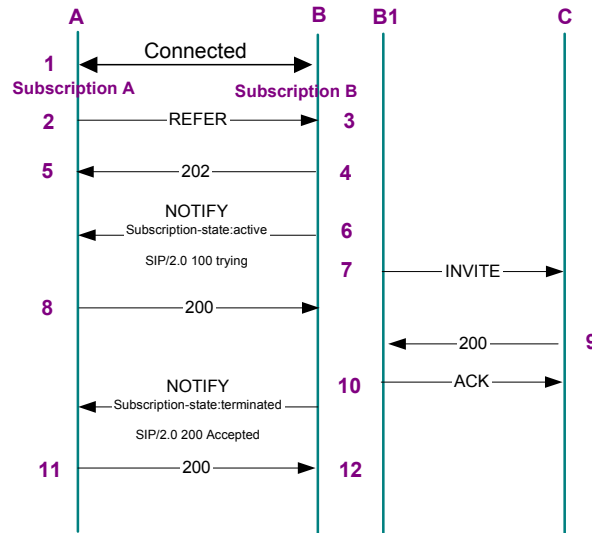 A B B1 C
1 Connected
Subscription A Subscription B
2 REFER 3
5 202 4
NOTIFY
Subscription-state:active 6
SIP/2.0 100 trying 7 INVITE
8 200
200 9
NOTIFY 10 ACK
Subscription-state:terminated
SIP/2.0 200 Accepted
11 200 12